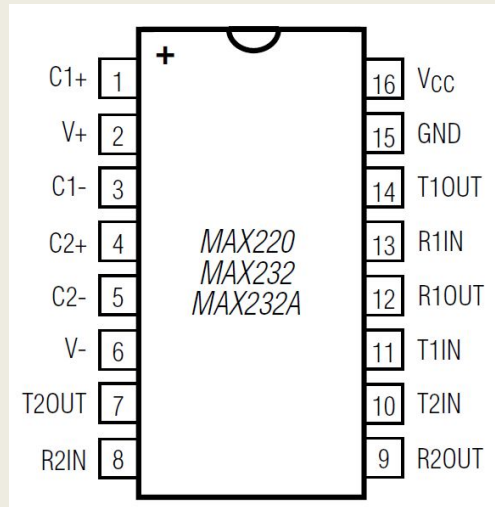 +
C1+ 1
16 VCC
V+ 2
15 GND
C1- 3
14 T1OUT
C2+ 4
13 R1IN
MAX220
MAX232
MAX232A
C2- 5
12 R1OUT
V- 6
11 T1IN
T2OUT 7
10 T2IN
R2IN 8
9 R2OUT